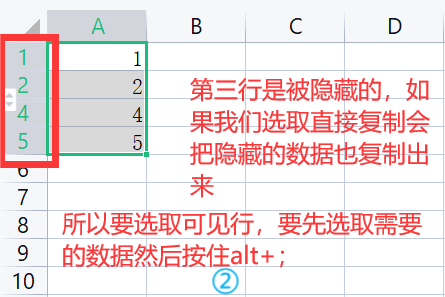 A B C D
1 1
2 2
4 4
5 5
6
7
8
9
10
第三行是被隐藏的，如
果我们选取直接复制会
把隐藏的数据也复制出
来
所以要选取可见行，要先选取需要
的数据然后按住alt+；
②